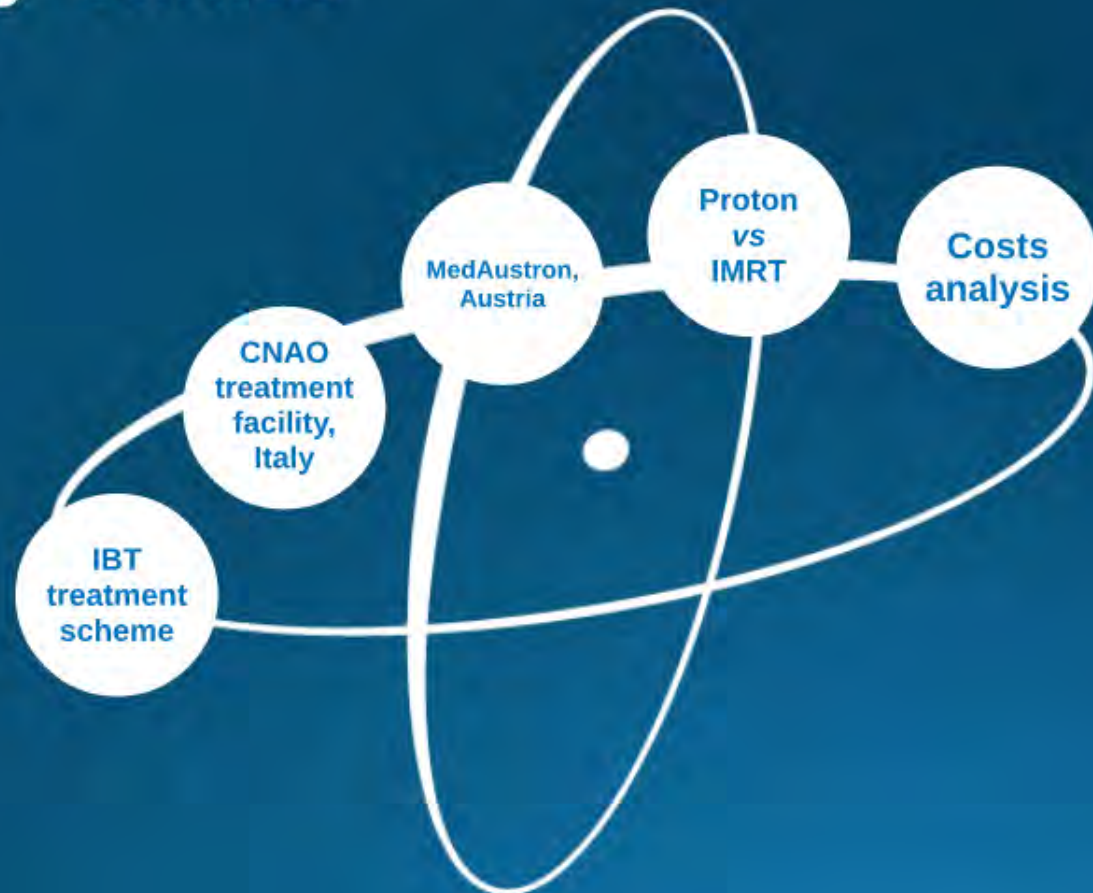 IBT
treatment
scheme
CNAO
treatment
facility,
Italy
MedAustron,
Austria
Proton
vs
IMRT
Costs
analysis